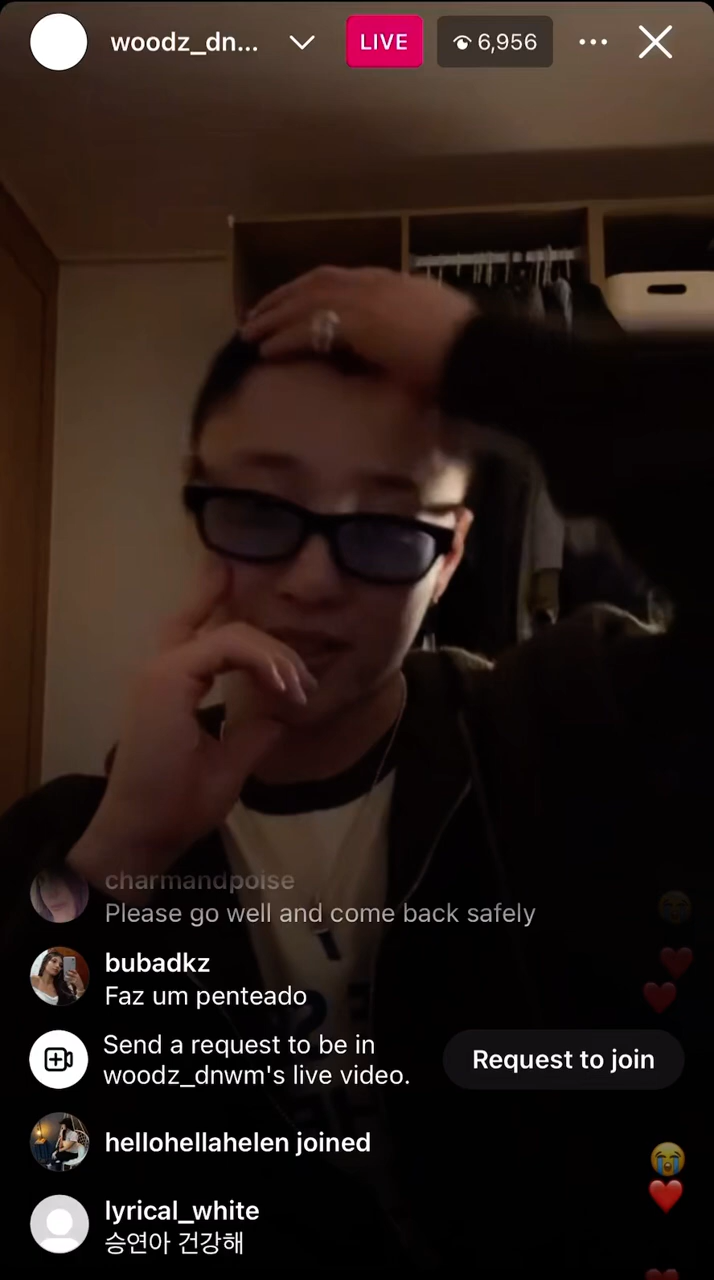 woodz_dn...
LIVE
6,956
charmandpoise
Please go well and come back safely
bubadkz
Faz um penteado
Send a request to be in
woodz_dnwm's live video.
Request to join
hellohellahelen joined
lyrical_white
승연아 건강해